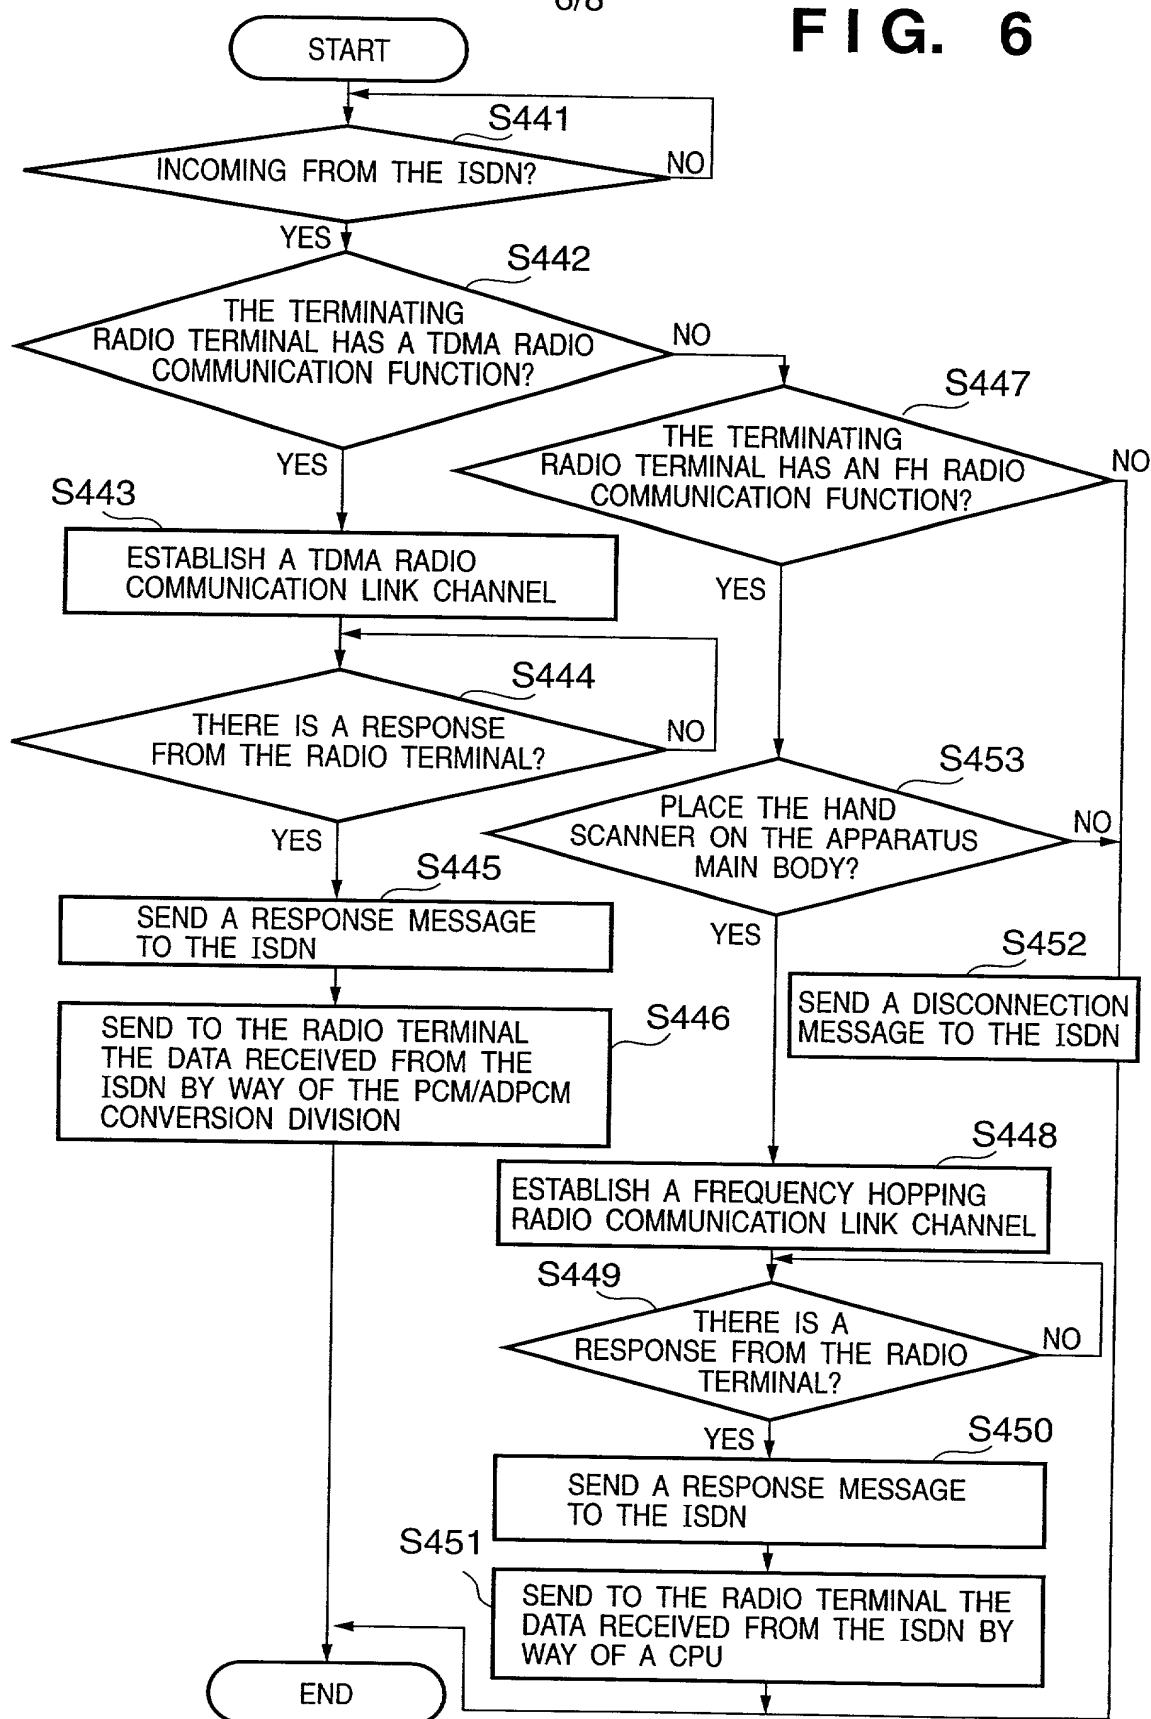 6/8
FIG. 6
START
S441
INCOMING FROM THE ISDN?
NO
YES
S442
THE TERMINATING
RADIO TERMINAL HAS A TDMA RADIO
COMMUNICATION FUNCTION?
NO
YES
S447
THE TERMINATING
RADIO TERMINAL HAS AN FH RADIO
COMMUNICATION FUNCTION?
NO
YES
S443
ESTABLISH A TDMA RADIO
COMMUNICATION LINK CHANNEL
S444
THERE IS A RESPONSE
FROM THE RADIO TERMINAL?
NO
YES
S453
PLACE THE HAND
SCANNER ON THE APPARATUS
MAIN BODY?
NO
YES
S445
SEND A RESPONSE MESSAGE
TO THE ISDN
S452
SEND A DISCONNECTION
MESSAGE TO THE ISDN
S446
SEND TO THE RADIO TERMINAL
THE DATA RECEIVED FROM THE
ISDN BY WAY OF THE PCM/ADPCM
CONVERSION DIVISION
S448
ESTABLISH A FREQUENCY HOPPING
RADIO COMMUNICATION LINK CHANNEL
S449
THERE IS A
RESPONSE FROM THE RADIO
TERMINAL?
NO
YES
S450
SEND A RESPONSE MESSAGE
TO THE ISDN
S451
SEND TO THE RADIO TERMINAL THE
DATA RECEIVED FROM THE ISDN BY
WAY OF A CPU
END